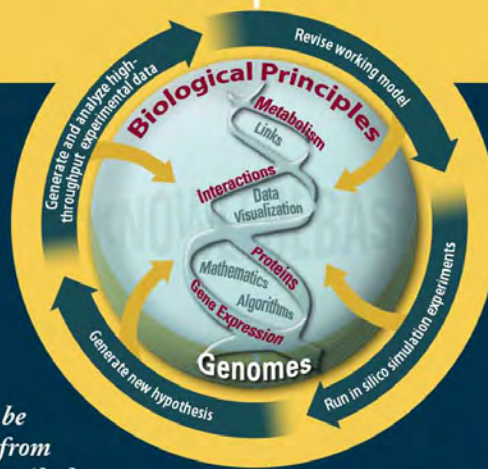 Generate and analyze high-
throughput experimental data
Revise working model
Biological Principles
Metabolism
Links
Interactions
Data
Visualization
Proteins
Mathematics
Algorithms
Gene Expression
Genomes
Run in silico simulation experiments
Generate new hypothesis
be
from